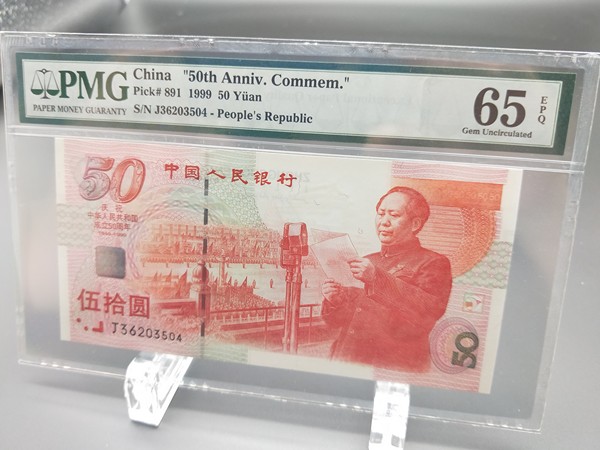 PMG
PAPER MONEY GUARANTY
China "50th Anniv. Commem."
Pick# 891 1999 50 Yüan
S/N J36203504 - People's Republic
65 EPQ
Gem Uncirculated
50
中国人民银行
庆祝
中华人民共和国
成立50周年
1949-1999
伍拾圆
J36203504
50